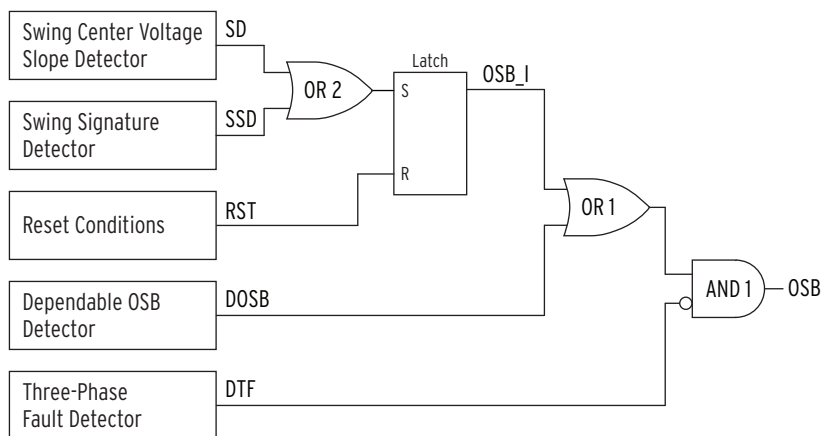 Swing Center Voltage
Slope Detector
SD
OR 2
Latch
S
R
OSB_I
Swing Signature
Detector
SSD
Reset Conditions
RST
OR 1
Dependable OSB
Detector
DOSB
AND 1
OSB
Three-Phase
Fault Detector
DTF